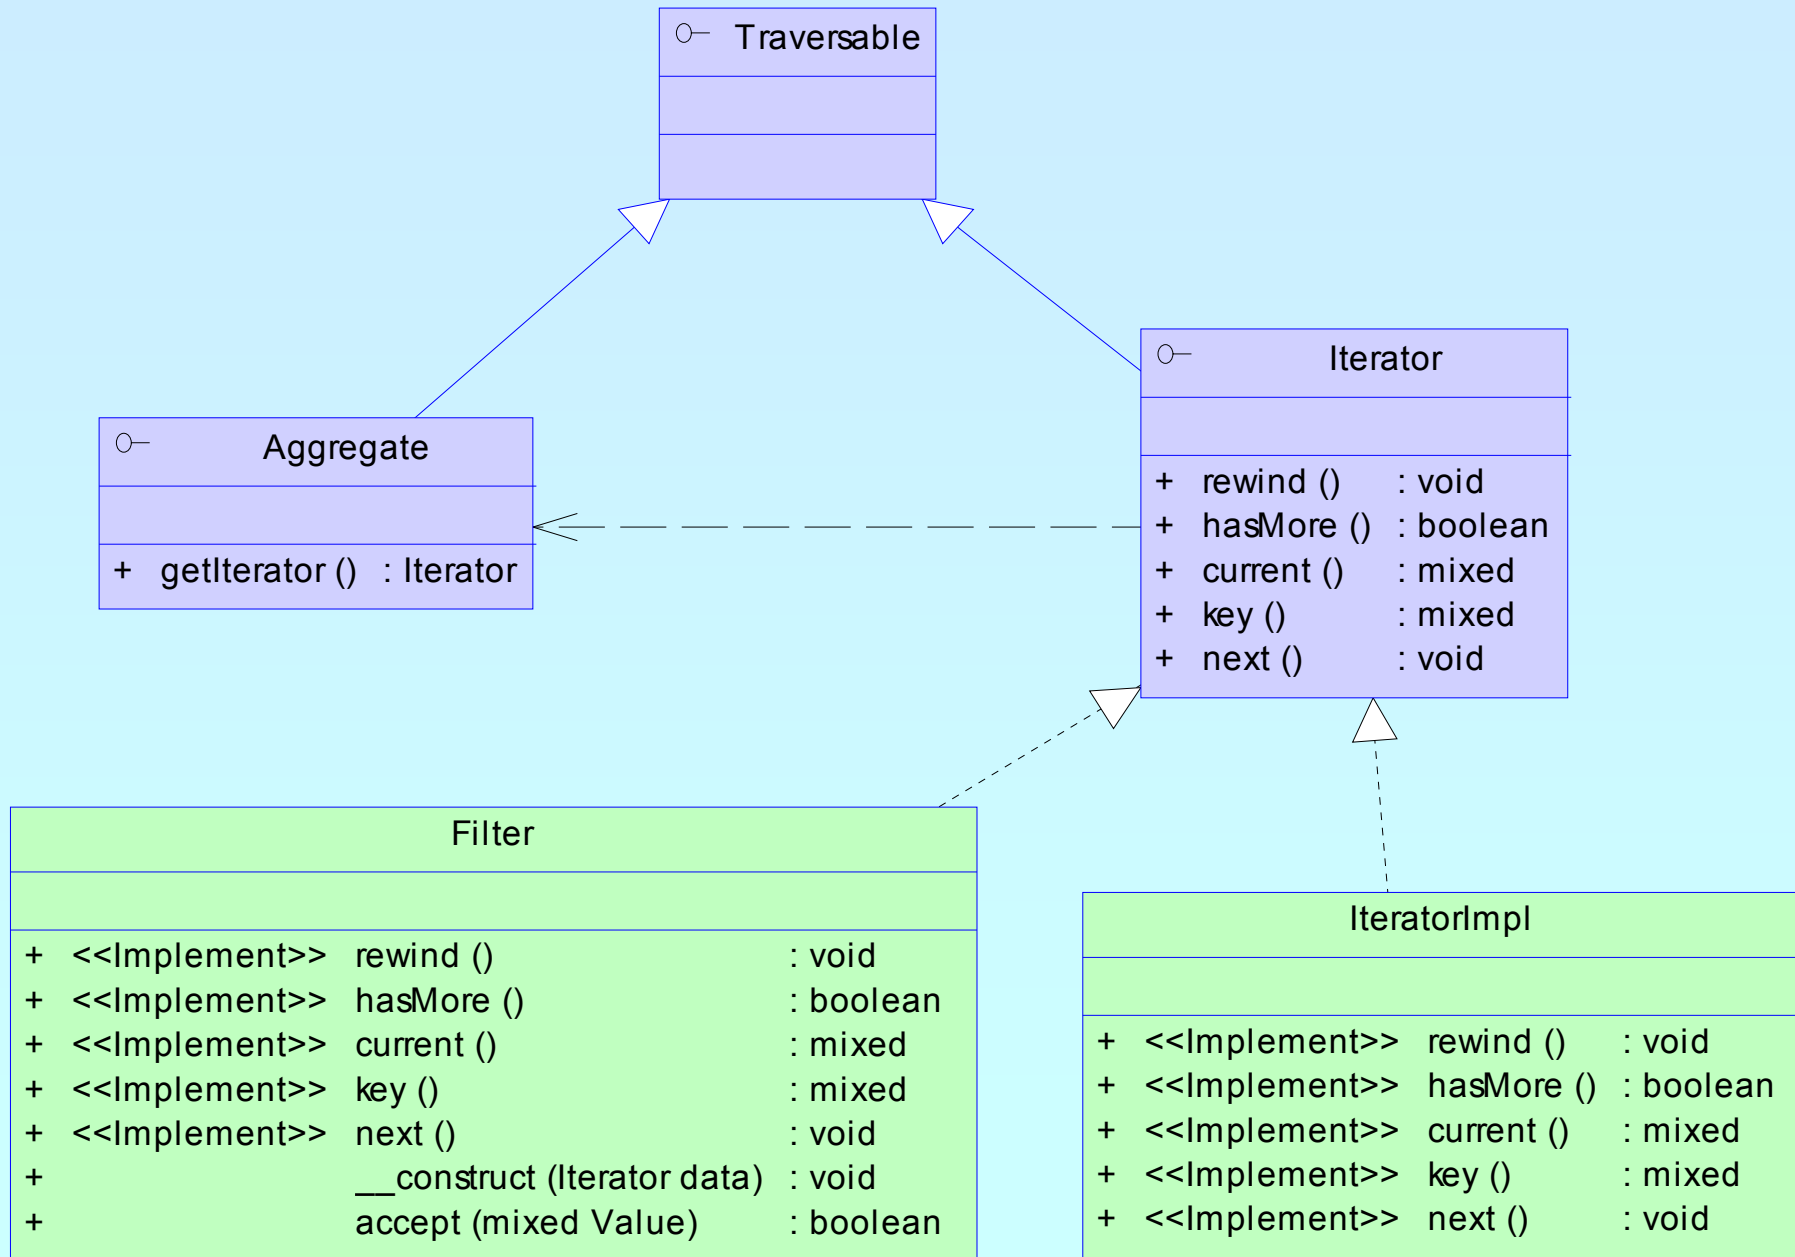 Traversable
Iterator
+ rewind () : void
+ hasMore () : boolean
+ current () : mixed
+ key () : mixed
+ next () : void
Aggregate
+ getIterator () : Iterator
Filter
+ <<Implement>> rewind () : void
+ <<Implement>> hasMore () : boolean
+ <<Implement>> current () : mixed
+ <<Implement>> key () : mixed
+ <<Implement>> next () : void
+ __construct (Iterator data) : void
+ accept (mixed Value) : boolean
IteratorImpl
+ <<Implement>> rewind () : void
+ <<Implement>> hasMore () : boolean
+ <<Implement>> current () : mixed
+ <<Implement>> key () : mixed
+ <<Implement>> next () : void